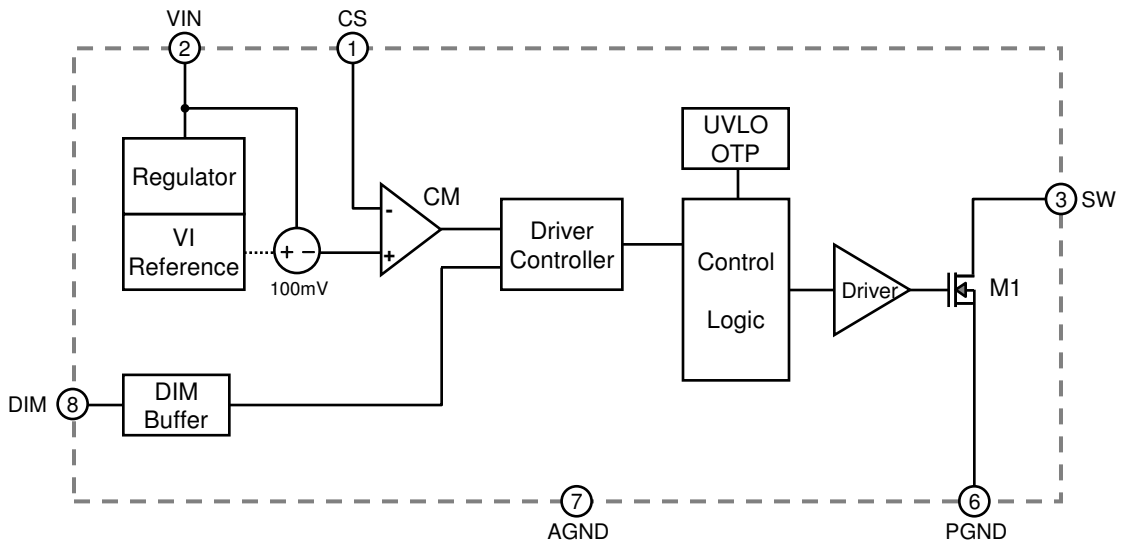 VIN
2
CS
1
UVLO
OTP
Regulator
VI
Reference
+ -
100mV
-
+
CM
Driver
Controller
Control
Logic
Driver
M1
3
SW
DIM
8
DIM
Buffer
7
AGND
6
PGND